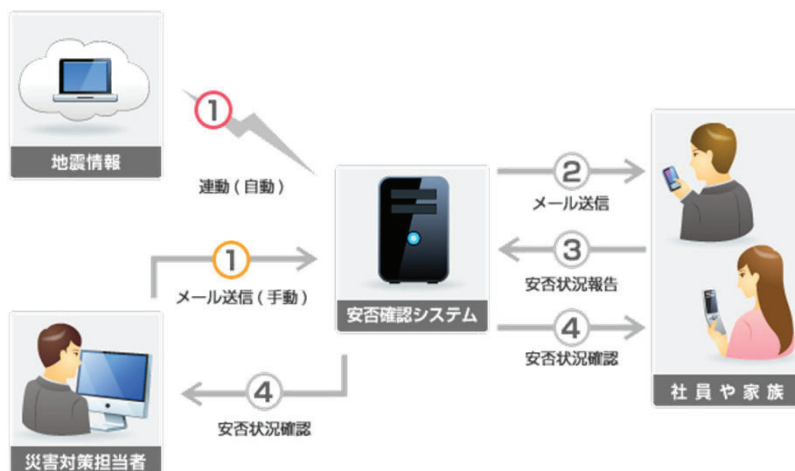 地震情報
①
連動(自動)
①
メール送信(手動)
災害対策担当者
④
安否状況確認
安否確認システム
②
メール送信
③
安否状況報告
④
安否状況確認
社員や家族